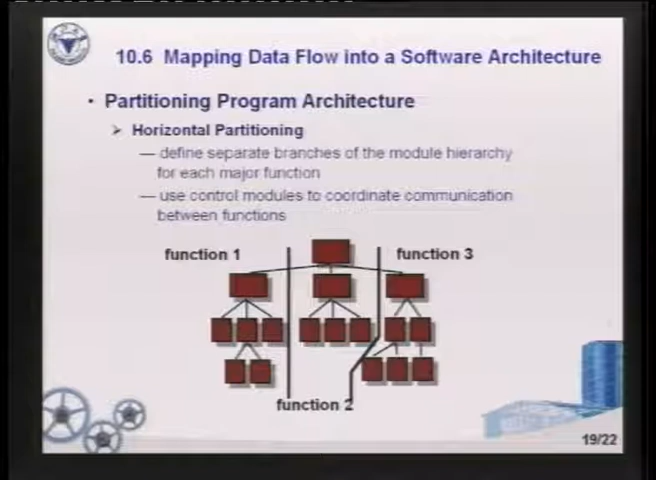 10.6 Mapping Data Flow into a Software Architecture
• Partitioning Program Architecture
➢ Horizontal Partitioning
— define separate branches of the module hierarchy
for each major function
— use control modules to coordinate communication
between functions
function 1
function 3
function 2
19/22